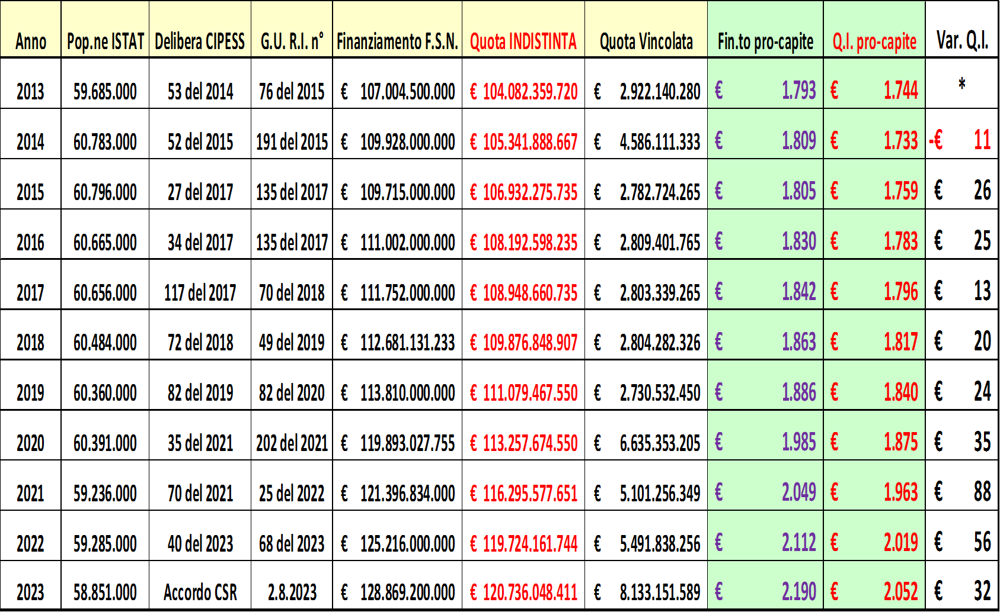 Anno Pop.ne ISTAT Delibera CIPESS G.U. R.I. n° Finanziamento F.S.N. Quota INDISTINTA Quota Vincolata Fin.to pro-capite Q.I. pro-capite Var. Q.I.
2013 59.685.000 53 del 2014 76 del 2015 € 107.004.500.000 € 104.082.359.720 € 2.922.140.280 € 1.793 € 1.744 *
2014 60.783.000 52 del 2015 191 del 2015 € 109.928.000.000 € 105.341.888.667 € 4.586.111.333 € 1.809 € 1.733 -€ 11
2015 60.796.000 27 del 2017 135 del 2017 € 109.715.000.000 € 106.932.275.735 € 2.782.724.265 € 1.805 € 1.759 € 26
2016 60.665.000 34 del 2017 135 del 2017 € 111.002.000.000 € 108.192.598.235 € 2.809.401.765 € 1.830 € 1.783 € 25
2017 60.656.000 117 del 2017 70 del 2018 € 111.752.000.000 € 108.948.660.735 € 2.803.339.265 € 1.842 € 1.796 € 13
2018 60.484.000 72 del 2018 49 del 2019 € 112.681.131.233 € 109.876.848.907 € 2.804.282.326 € 1.863 € 1.817 € 20
2019 60.360.000 82 del 2019 82 del 2020 € 113.810.000.000 € 111.079.467.550 € 2.730.532.450 € 1.886 € 1.840 € 24
2020 60.391.000 35 del 2021 202 del 2021 € 119.893.027.755 € 113.257.674.550 € 6.635.353.205 € 1.985 € 1.875 € 35
2021 59.236.000 70 del 2021 25 del 2022 € 121.396.834.000 € 116.295.577.651 € 5.101.256.349 € 2.049 € 1.963 € 88
2022 59.285.000 40 del 2023 68 del 2023 € 125.216.000.000 € 119.724.161.744 € 5.491.838.256 € 2.112 € 2.019 € 56
2023 58.851.000 Accordo CSR 2.8.2023 € 128.869.200.000 € 120.736.048.411 € 8.133.151.589 € 2.190 € 2.052 € 32